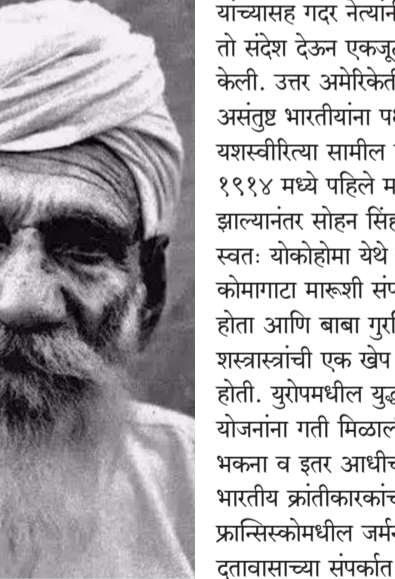 यांच्यासह गदर नेत्यांनी
तो संदेश देऊन एकजूट
केली. उत्तर अमेरिकेती
असंतुष्ट भारतीयांना
यशस्वीरित्या सामील
१९१४ मध्ये पहिले म
झाल्यानंतर सोहन सिंह
स्वतः योकोहोमा येथे
कोमागाटा मारूशी संप
होता आणि बाबा गुरदि
शस्त्रास्त्रांची एक खेप
होती. युरोपमधील युद्ध
योजनांना गती मिळाल
भकना व इतर आधीच
भारतीय क्रांतीकारकांच
फ्रान्सिस्कोमधील जर्मन
दूतावासाच्या संपर्कात